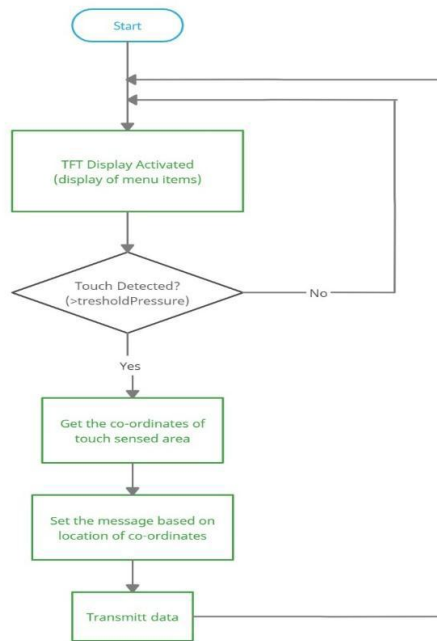 Start
TFT Display Activated
(display of menu items)
Touch Detected?
(>tresholdPressure)
No
Yes
Get the co-ordinates of
touch sensed area
Set the message based on
location of co-ordinates
Transmitt data